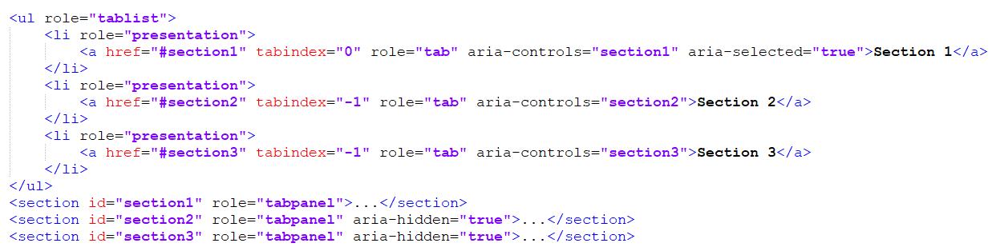 <ul role="tablist">
    <li role="presentation">
        <a href="#section1" tabindex="0" role="tab" aria-controls="section1" aria-selected="true">Section 1</a>
    </li>
    <li role="presentation">
        <a href="#section2" tabindex="-1" role="tab" aria-controls="section2">Section 2</a>
    </li>
    <li role="presentation">
        <a href="#section3" tabindex="-1" role="tab" aria-controls="section3">Section 3</a>
    </li>
</ul>
<section id="section1" role="tabpanel">...</section>
<section id="section2" role="tabpanel" aria-hidden="true">...</section>
<section id="section3" role="tabpanel" aria-hidden="true">...</section>